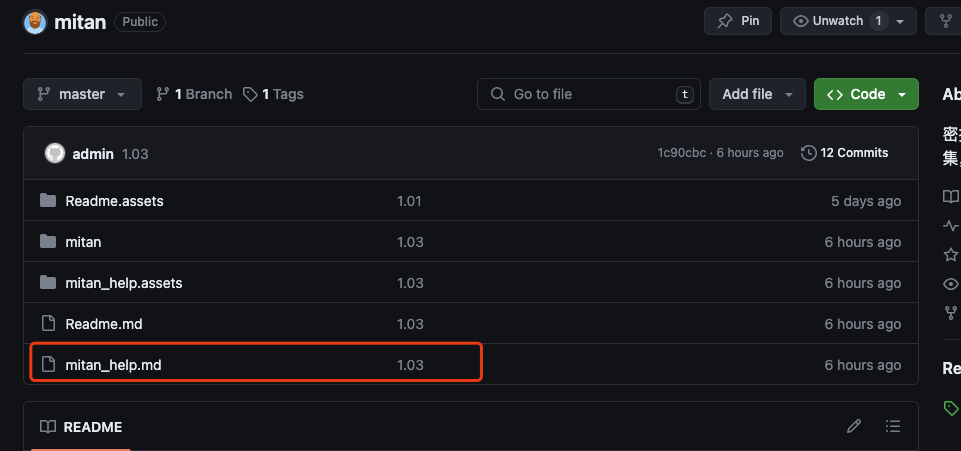 mitan Public Pin Unwatch 1
master 1 Branch 1 Tags Go to file t Add file Code
Ab
admin 1.03 1c90cbc · 6 hours ago 12 Commits
密
集
Readme.assets 1.01 5 days ago
mitan 1.03 6 hours ago
mitan_help.assets 1.03 6 hours ago
Readme.md 1.03 6 hours ago
mitan_help.md 1.03 6 hours ago
Re
README